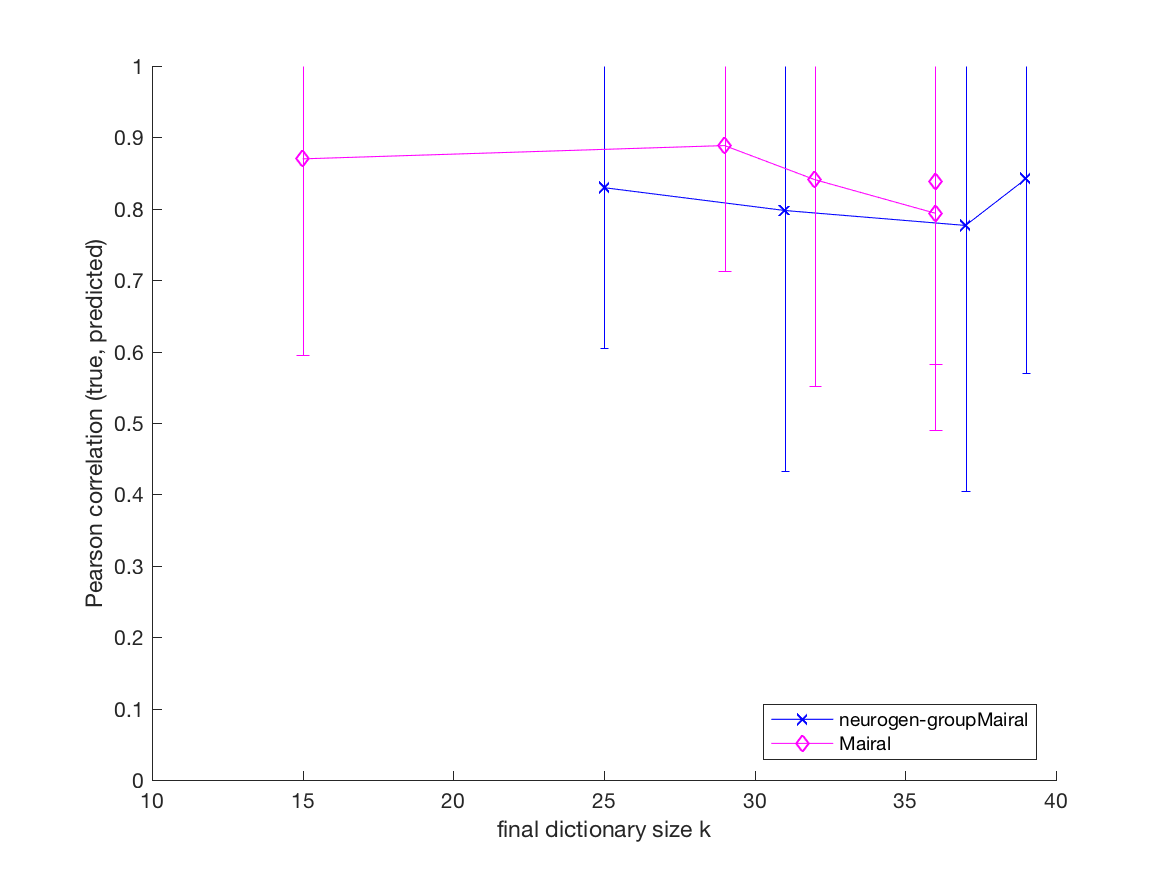 1
0.9
0.8
0.7
0.6
0.5
0.4
0.3
0.2
0.1
0
Pearson correlation (true, predicted)
10 15 20 25 30 35 40
final dictionary size k
neurogen-groupMairal
Mairal